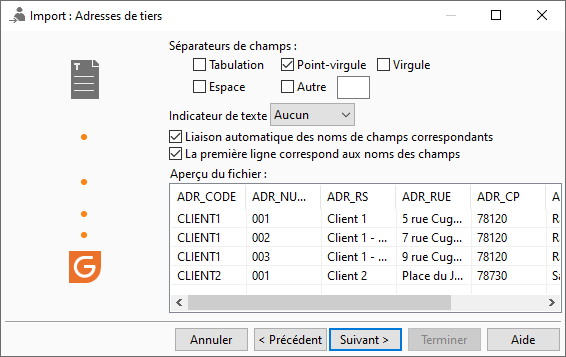 Import : Adresses de tiers
Séparateurs de champs :
Tabulation Point-virgule Virgule
Espace Autre
Indicateur de texte Aucun
Liaison automatique des noms de champs correspondants
La première ligne correspond aux noms des champs
Aperçu du fichier :
ADR_CODE ADR_NU... ADR_RS ADR_RUE ADR_CP A
CLIENT1 001 Client 1 5 rue Cug... 78120 R
CLIENT1 002 Client 1 - ... 7 rue Cug... 78120 R
CLIENT1 003 Client 1 - ... 9 rue Cug... 78120 R
CLIENT2 001 Client 2 Place du J... 78730 Sa
Annuler < Précédent Suivant > Terminer Aide